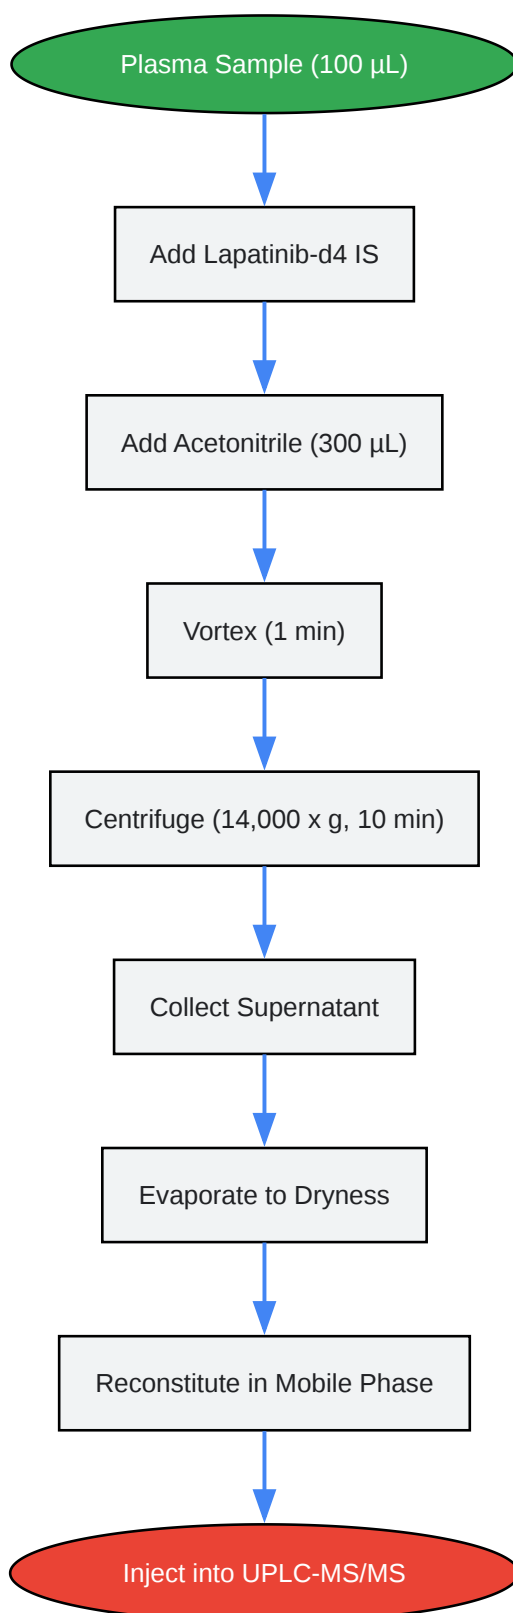 Plasma Sample (100 µL)
Add Lapatinib-d4 IS
Add Acetonitrile (300 µL)
Vortex (1 min)
Centrifuge (14,000 x g, 10 min)
Collect Supernatant
Evaporate to Dryness
Reconstitute in Mobile Phase
Inject into UPLC-MS/MS